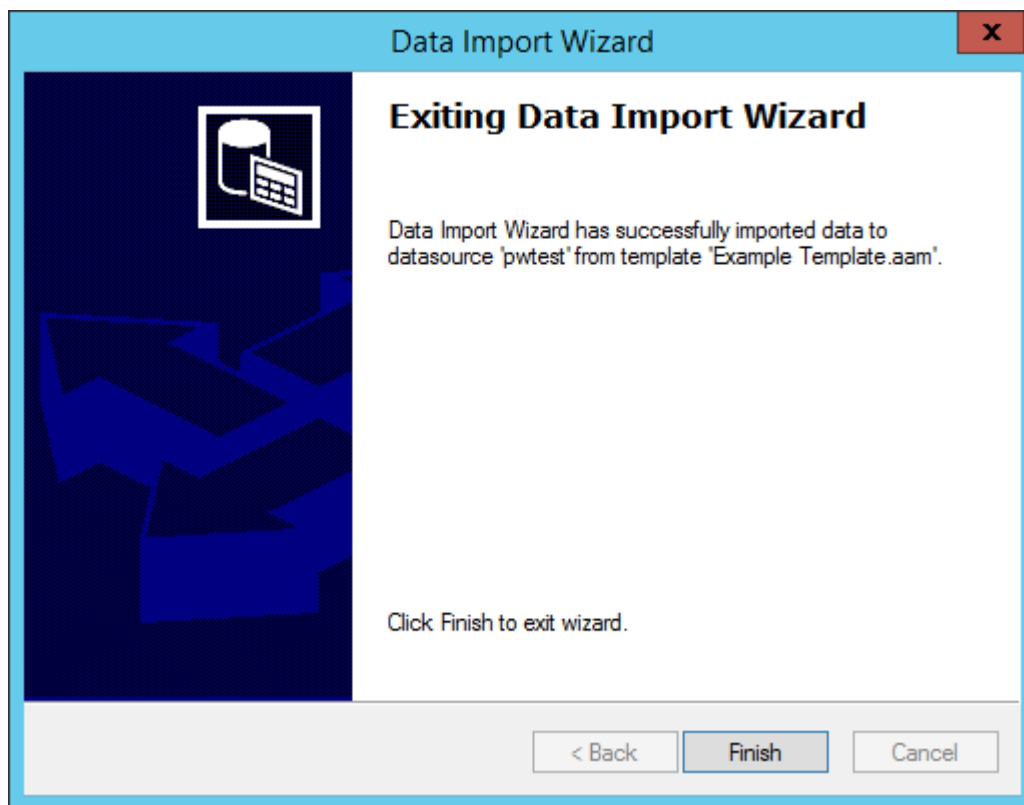 Data Import Wizard
x
Exiting Data Import Wizard
Data Import Wizard has successfully imported data to
datasource 'pwtest' from template 'Example Template.aam'.
Click Finish to exit wizard.
< Back Finish Cancel